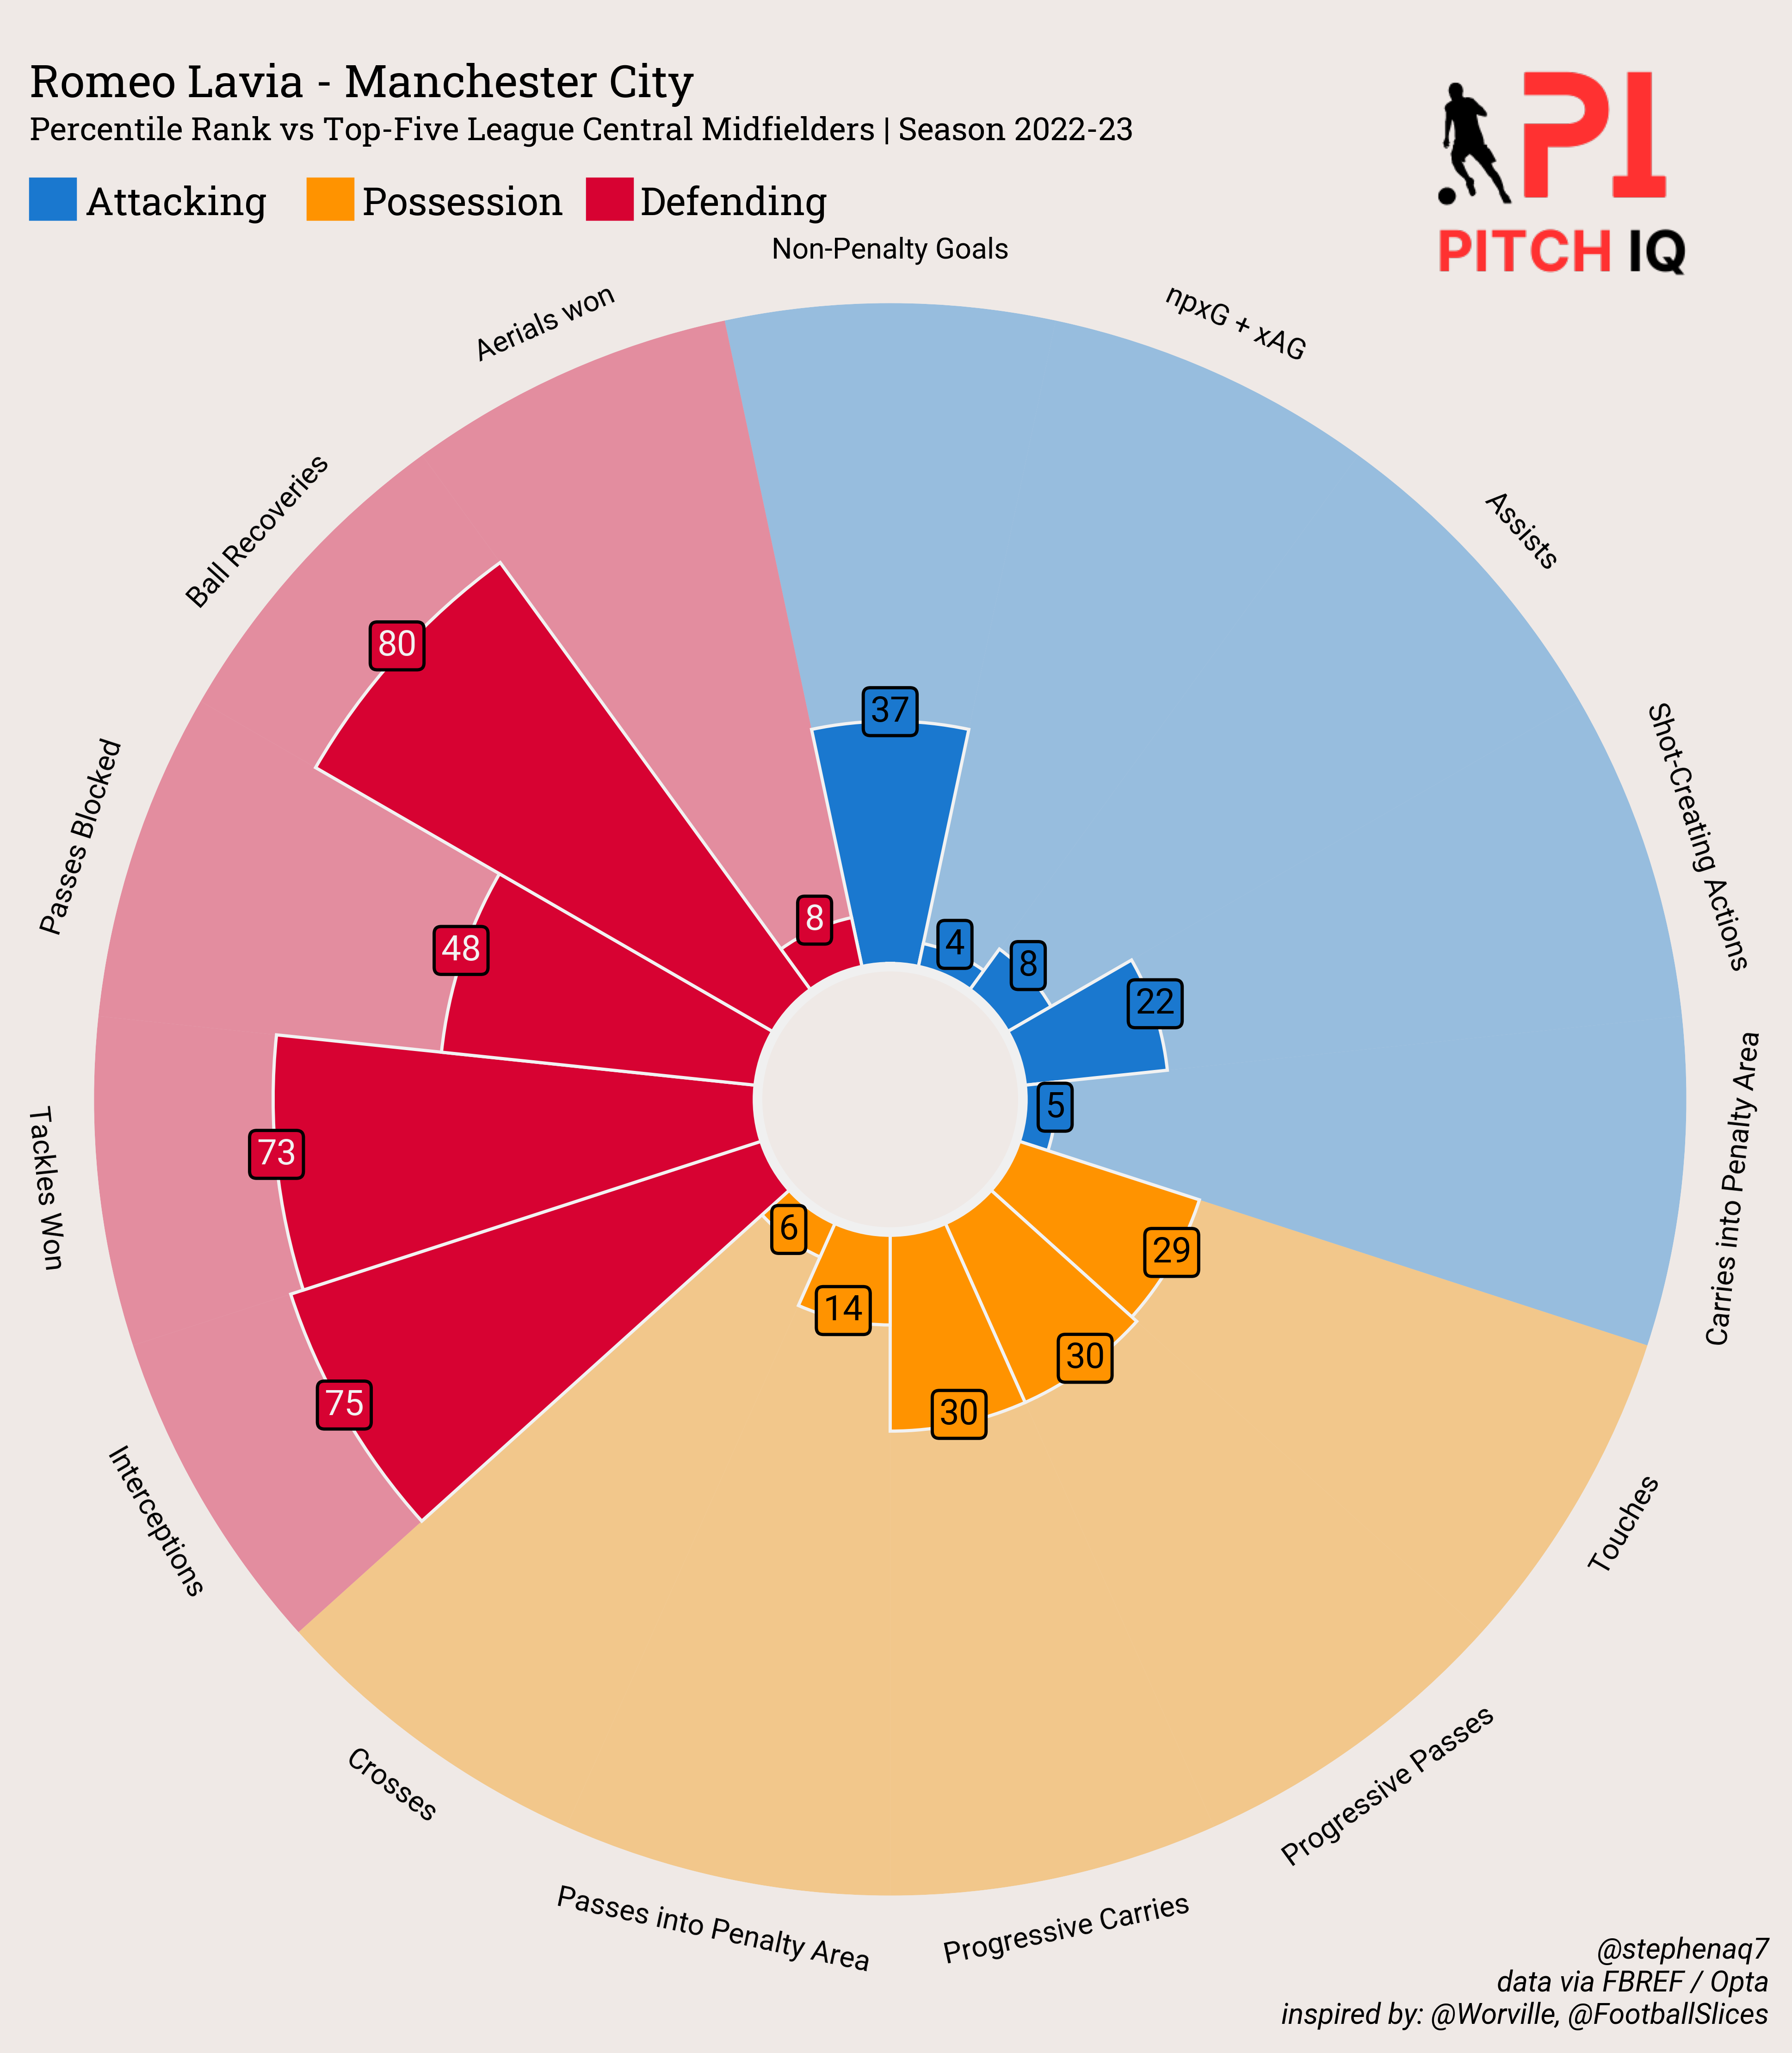 Romeo Lavia - Manchester City
Percentile Rank vs Top-Five League Central Midfielders | Season 2022-23
Attacking
Possession
Defending
PI
PITCH IQ
Non-Penalty Goals
npxG + xAG
Assists
Shot-Creating Actions
Carries into Penalty Area
Touches
Progressive Passes
Progressive Carries
Passes into Penalty Area
Crosses
Interceptions
Tackles Won
Passes Blocked
Ball Recoveries
Aerials won
37
4
8
22
5
29
30
30
14
6
75
73
48
80
8
@stephenaq7
data via FBREF / Opta
inspired by: @Worville, @FootballSlices